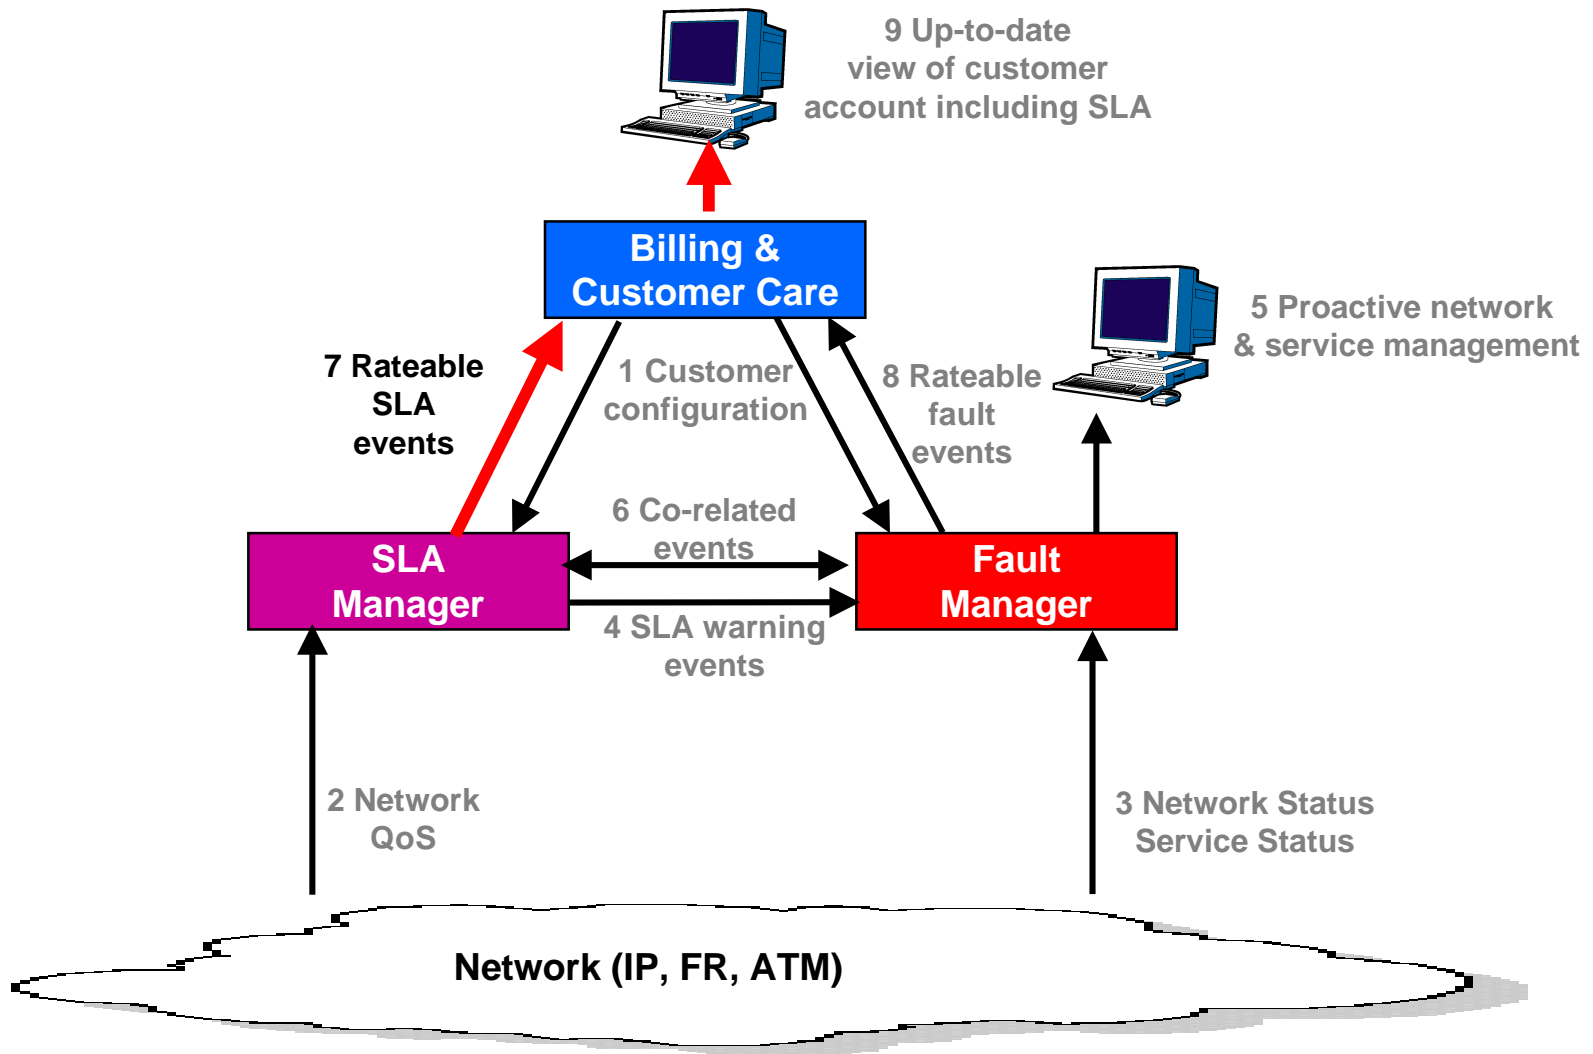 9 Up-to-date
view of customer
account including SLA
Billing &
Customer Care
5 Proactive network
& service management
7 Rateable
SLA
events
1 Customer
configuration
8 Rateable
fault
events
6 Co-related
events
SLA
Manager
Fault
Manager
4 SLA warning
events
2 Network
QoS
3 Network Status
Service Status
Network (IP, FR, ATM)